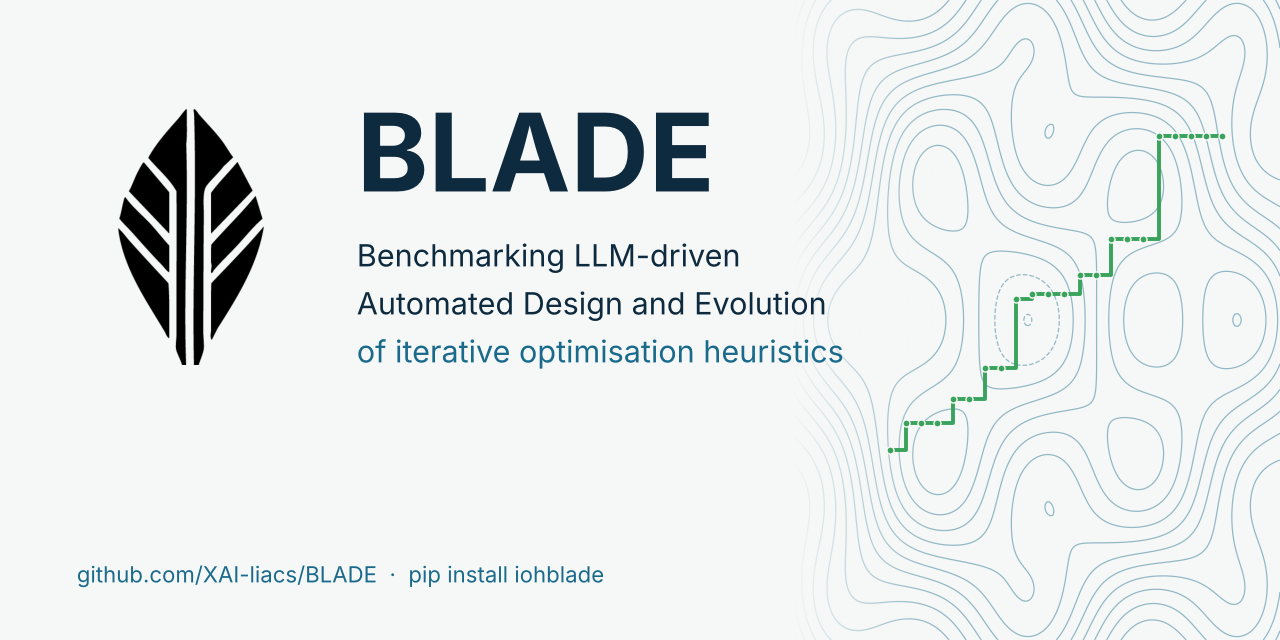 BLADE
Benchmarking LLM-driven
Automated Design and Evolution
of iterative optimisation heuristics
github.com/XAI-liacs/BLADE · pip install iohblade